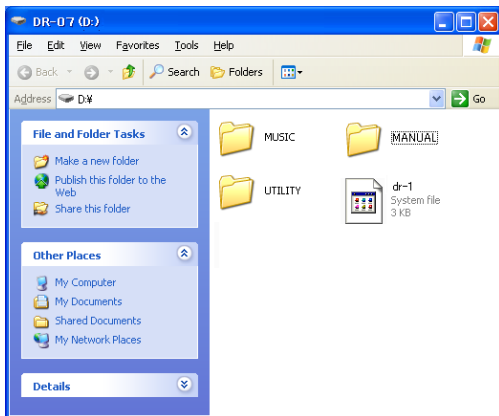 DR-07 (D:)
File Edit View Favorites Tools Help
Back Search Folders
Address D:¥ Go
File and Folder Tasks
Make a new folder
Publish this folder to the
Web
Share this folder
Other Places
My Computer
My Documents
Shared Documents
My Network Places
Details
MUSIC
MANUAL
UTILITY
dr-1
System file
3 KB